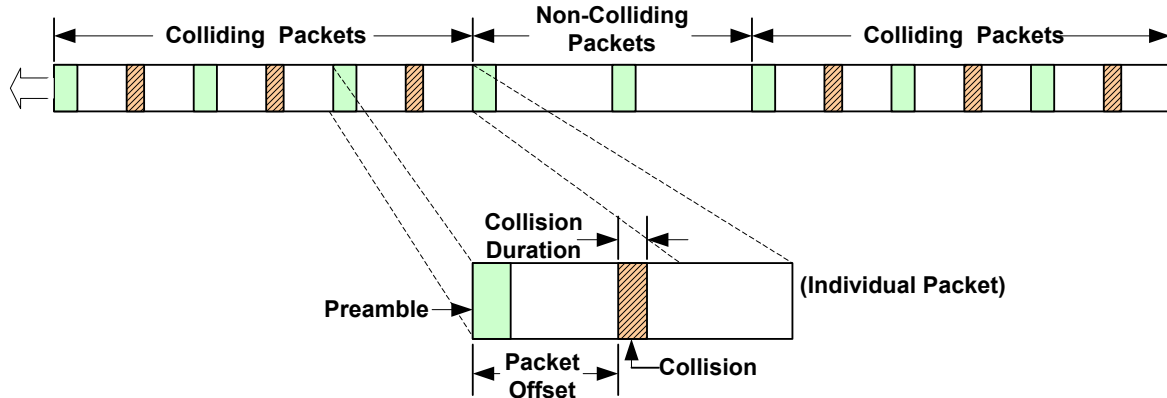 Colliding Packets
Non-Colliding
Packets
Colliding Packets
Collision
Duration
(Individual Packet)
Preamble
Packet
Offset
Collision